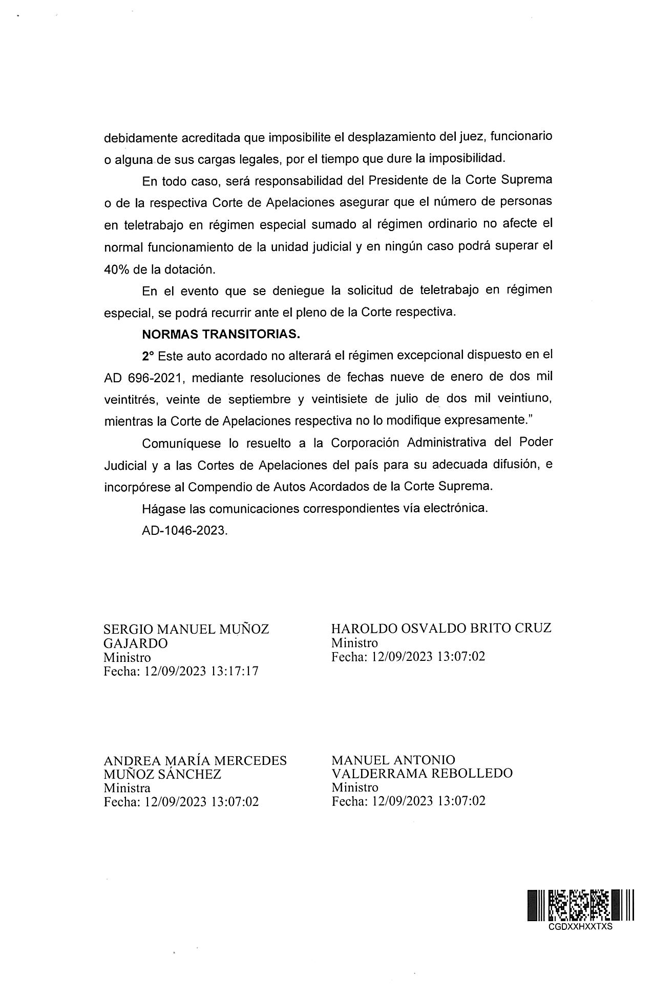 debidamente acreditada que imposibilite el desplazamiento del juez, funcionario
o alguna de sus cargas legales, por el tiempo que dure la imposibilidad.
En todo caso, será responsabilidad del Presidente de la Corte Suprema
o de la respectiva Corte de Apelaciones asegurar que el número de personas
en teletrabajo en régimen especial sumado al régimen ordinario no afecte el
normal funcionamiento de la unidad judicial y en ningún caso podrá superar el
40% de la dotación.
En el evento que se deniegue la solicitud de teletrabajo en régimen
especial, se podrá recurrir ante el pleno de la Corte respectiva.
NORMAS TRANSITORIAS.
2° Este auto acordado no alterará el régimen excepcional dispuesto en el
AD 696-2021, mediante resoluciones de fechas nueve de enero de dos mil
veintitrés, veinte de septiembre y veintisiete de julio de dos mil veintiuno,
mientras la Corte de Apelaciones respectiva no lo modifique expresamente.”
Comuníquese lo resuelto a la Corporación Administrativa del Poder
Judicial y a las Cortes de Apelaciones del país para su adecuada difusión, e
incorpórese al Compendio de Autos Acordados de la Corte Suprema.
Hágase las comunicaciones correspondientes vía electrónica.
AD-1046-2023.
SERGIO MANUEL MUÑOZ
GAJARDO
Ministro
Fecha: 12/09/2023 13:17:17
HAROLDO OSVALDO BRITO CRUZ
Ministro
Fecha: 12/09/2023 13:07:02
ANDREA MARÍA MERCEDES
MUÑOZ SÁNCHEZ
Ministra
Fecha: 12/09/2023 13:07:02
MANUEL ANTONIO
VALDERRAMA REBOLLEDO
Ministro
Fecha: 12/09/2023 13:07:02
CGDXXHXXTXS